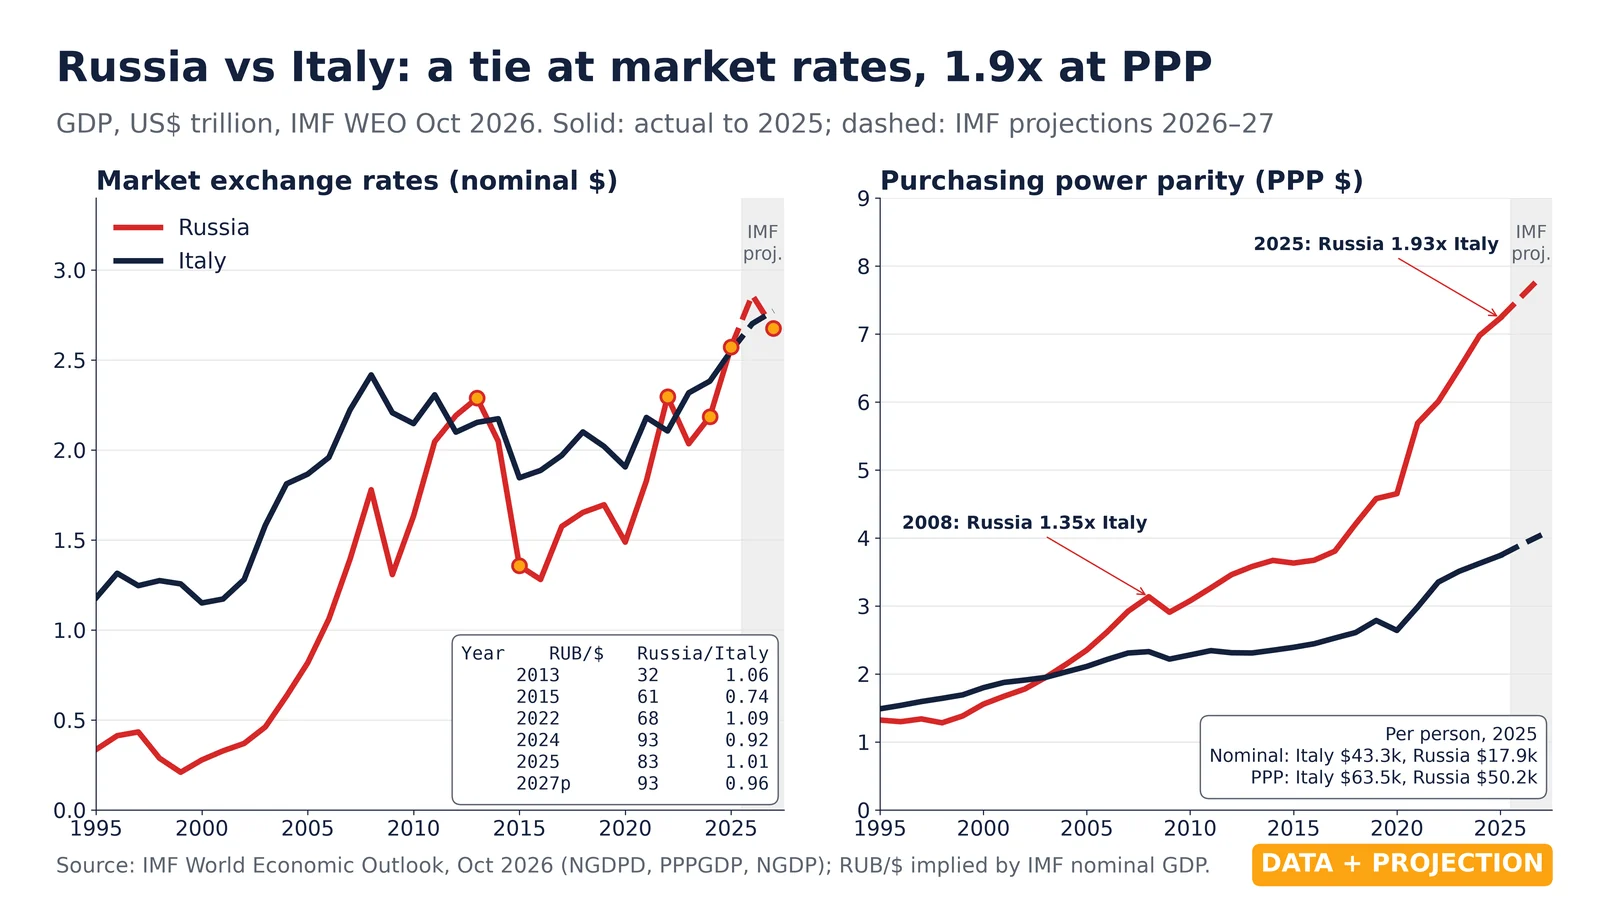 Russia vs Italy: a tie at market rates, 1.9x at PPP
GDP, US$ trillion, IMF WEO Oct 2026. Solid: actual to 2025; dashed: IMF projections 2026–27
Market exchange rates (nominal $)
Russia
Italy
IMF
proj.
3.0
2.5
2.0
1.5
1.0
0.5
0.0
Year RUB/$ Russia/Italy
2013 32 1.06
2015 61 0.74
2022 68 1.09
2024 93 0.92
2025 83 1.01
2027p 93 0.96
1995 2000 2005 2010 2015 2020 2025
Purchasing power parity (PPP $)
9
8
7
6
5
4
3
2
1
0
2025: Russia 1.93x Italy
IMF
proj.
2008: Russia 1.35x Italy
Per person, 2025
Nominal: Italy $43.3k, Russia $17.9k
PPP: Italy $63.5k, Russia $50.2k
1995 2000 2005 2010 2015 2020 2025
Source: IMF World Economic Outlook, Oct 2026 (NGDPD, PPPGDP, NGDP); RUB/$ implied by IMF nominal GDP.
DATA + PROJECTION